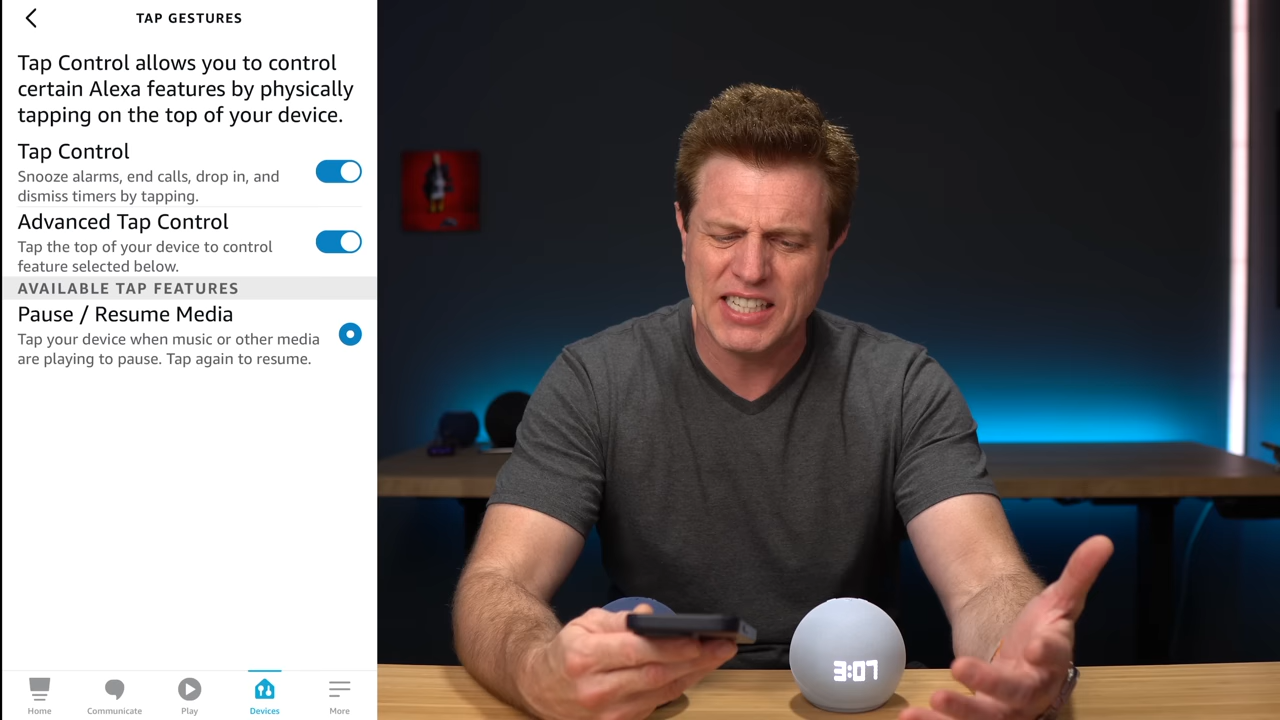 TAP GESTURES
Tap Control allows you to control
certain Alexa features by physically
tapping on the top of your device.
Tap Control
Snooze alarms, end calls, drop in, and
dismiss timers by tapping.
Advanced Tap Control
Tap the top of your device to control
feature selected below.
AVAILABLE TAP FEATURES
Pause / Resume Media
Tap your device when music or other media
are playing to pause. Tap again to resume.
Home
Communicate
Play
Devices
More
3:07